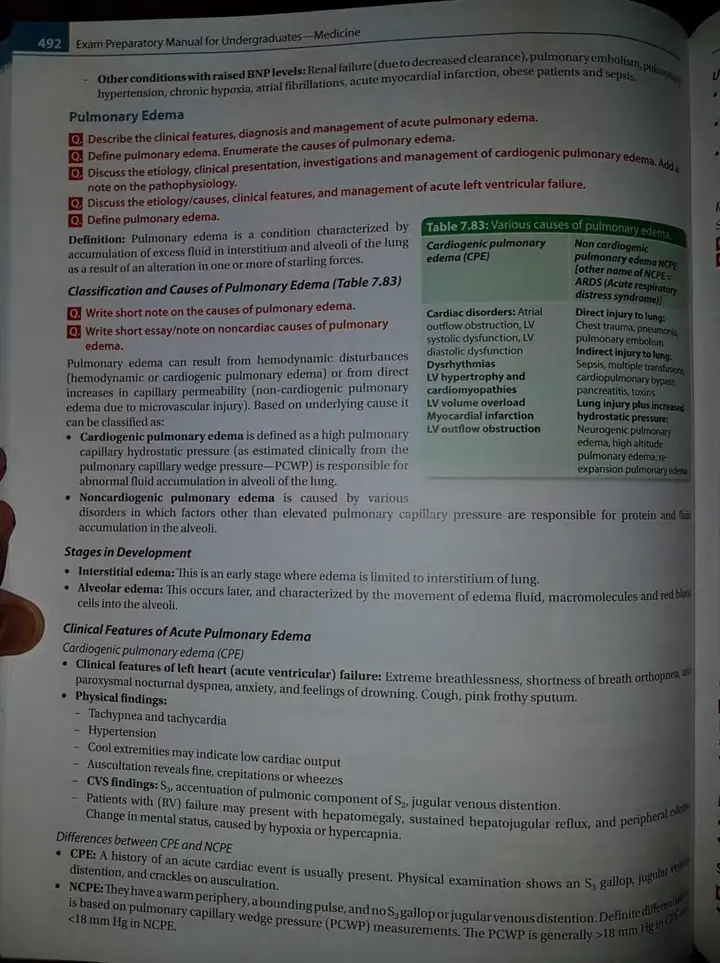 492 Exam Preparatory Manual for Undergraduates—Medicine
– Other conditions with raised BNP levels: Renal failure (due to decreased clearance), pulmonary embolism, pulmonary
hypertension, chronic hypoxia, atrial fibrillations, acute myocardial infarction, obese patients and sepsis.
Pulmonary Edema
Q. Describe the clinical features, diagnosis and management of acute pulmonary edema.
Q. Define pulmonary edema. Enumerate the causes of pulmonary edema.
Q. Discuss the etiology, clinical presentation, investigations and management of cardiogenic pulmonary edema. Add a
note on the pathophysiology.
Q. Discuss the etiology/causes, clinical features, and management of acute left ventricular failure.
Q. Define pulmonary edema.
Definition: Pulmonary edema is a condition characterized by
accumulation of excess fluid in interstitium and alveoli of the lung
as a result of an alteration in one or more of starling forces.
Classification and Causes of Pulmonary Edema (Table 7.83)
Q. Write short note on the causes of pulmonary edema.
Q. Write short essay/note on noncardiac causes of pulmonary
edema.
Pulmonary edema can result from hemodynamic disturbances
(hemodynamic or cardiogenic pulmonary edema) or from direct
increases in capillary permeability (non-cardiogenic pulmonary
edema due to microvascular injury). Based on underlying cause it
can be classified as:
• Cardiogenic pulmonary edema is defined as a high pulmonary
capillary hydrostatic pressure (as estimated clinically from the
pulmonary capillary wedge pressure—PCWP) is responsible for
abnormal fluid accumulation in alveoli of the lung.
• Noncardiogenic pulmonary edema is caused by various
disorders in which factors other than elevated pulmonary capillary pressure are responsible for protein and fluid
accumulation in the alveoli.
Table 7.83: Various causes of pulmonary edema.
Cardiogenic pulmonary
edema (CPE)
Non cardiogenic
pulmonary edema NCPE
[other name of NCPE=
ARDS (Acute respiratory
distress syndrome)]
Cardiac disorders: Atrial
outflow obstruction, LV
systolic dysfunction, LV
diastolic dysfunction
Dysrhythmias
LV hypertrophy and
cardiomyopathies
LV volume overload
Myocardial infarction
LV outflow obstruction
Direct injury to lung:
Chest trauma, pneumonia,
pulmonary embolism
Indirect injury to lung:
Sepsis, multiple transfusions,
cardiopulmonary bypass,
pancreatitis, toxins
Lung injury plus increased
hydrostatic pressure:
Neurogenic pulmonary
edema, high altitude
pulmonary edema, re-
expansion pulmonary edema
Stages in Development
• Interstitial edema: This is an early stage where edema is limited to interstitium of lung.
• Alveolar edema: This occurs later, and characterized by the movement of edema fluid, macromolecules and red blood
cells into the alveoli.
Clinical Features of Acute Pulmonary Edema
Cardiogenic pulmonary edema (CPE)
• Clinical features of left heart (acute ventricular) failure: Extreme breathlessness, shortness of breath orthopnea, and
paroxysmal nocturnal dyspnea, anxiety, and feelings of drowning. Cough, pink frothy sputum.
• Physical findings:
– Tachypnea and tachycardia
– Hypertension
– Cool extremities may indicate low cardiac output
– Auscultation reveals fine, crepitations or wheezes
– CVS findings: S3, accentuation of pulmonic component of S2, jugular venous distention.
– Patients with (RV) failure may present with hepatomegaly, sustained hepatojugular reflux, and peripheral edema
Change in mental status, caused by hypoxia or hypercapnia.
Differences between CPE and NCPE
• CPE: A history of an acute cardiac event is usually present. Physical examination shows an S3 gallop, jugular venous
distention, and crackles on auscultation.
• NCPE: They have a warm periphery, a bounding pulse, and no S3 gallop or jugular venous distention. Definite
is based on pulmonary capillary wedge pressure (PCWP) measurements. The PCWP is generally >18 mm Hg in CPE
<18 mm Hg in NCPE.